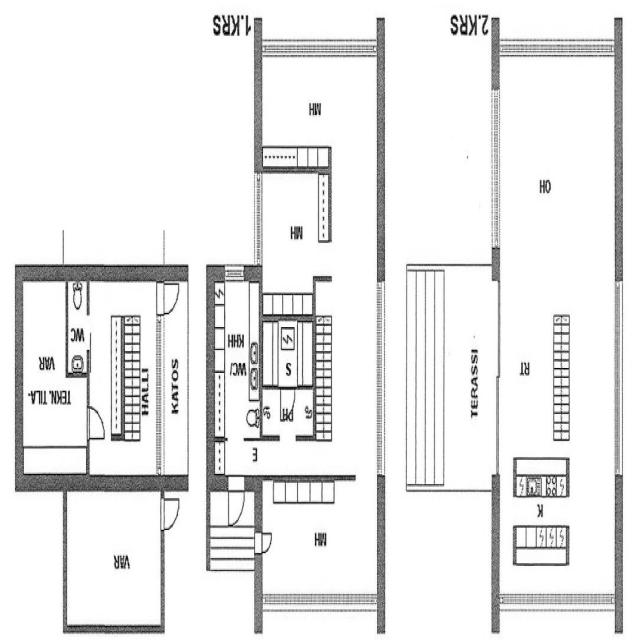 1.KRS
2.KRS
MH
OH
MH
WC
VAR
TEKN. TILA.
HALLI
KATOS
WC/
KHH
S
PH
E
TERASSI
RT
K
VAR
MH